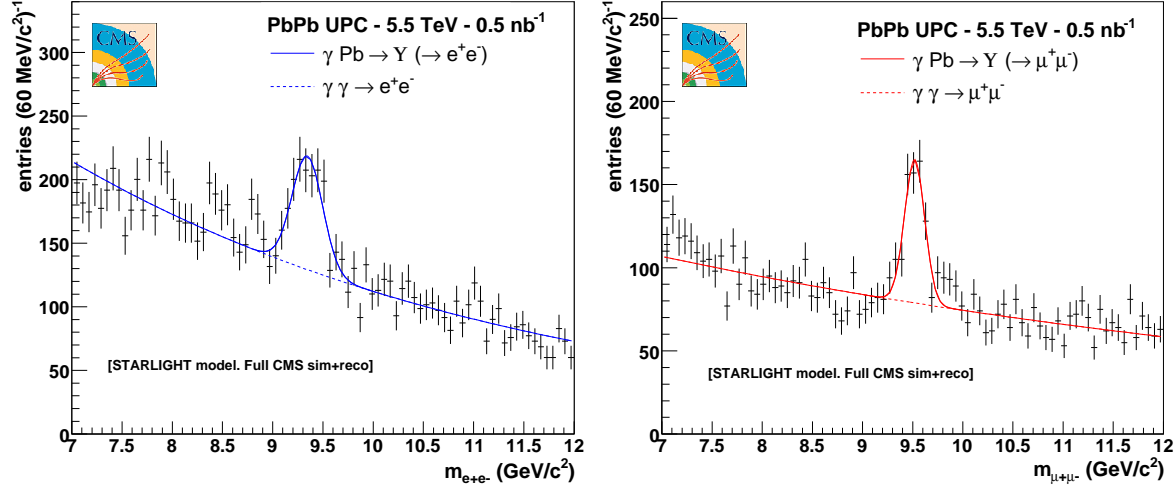 CMS
PbPb UPC - 5.5 TeV - 0.5 nb⁻¹
γ Pb → Υ (→ e⁺e⁻)
γ γ → e⁺e⁻
entries (60 MeV/c²)⁻¹
300
250
200
150
100
50
0
[STARLIGHT model. Full CMS sim+reco]
7 7.5 8 8.5 9 9.5 10 10.5 11 11.5 12
m e+e- (GeV/c²)
CMS
PbPb UPC - 5.5 TeV - 0.5 nb⁻¹
γ Pb → Υ (→ μ⁺μ⁻)
γ γ → μ⁺μ⁻
entries (60 MeV/c²)⁻¹
250
200
150
100
50
0
[STARLIGHT model. Full CMS sim+reco]
7 7.5 8 8.5 9 9.5 10 10.5 11 11.5 12
m μ+μ- (GeV/c²)